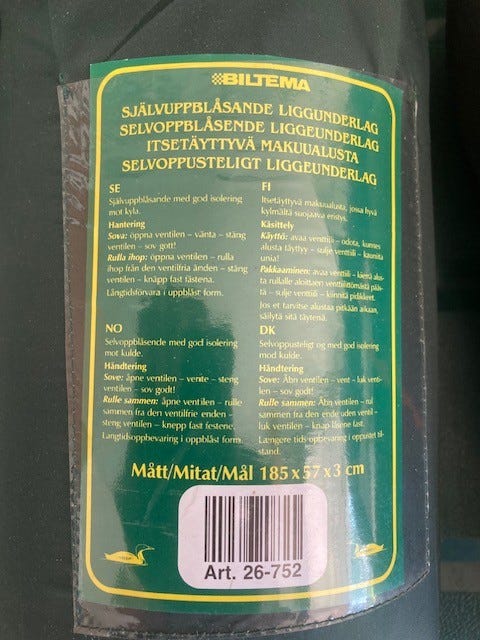 BILTEMA
SJÄLVUPPBLÅSANDE LIGGUNDERLAG
SELVOPPBLÅSENDE LIGGEUNDERLAG
ITSETÄYTTYVÄ MAKUUALUSTA
SELVOPPUSTELIGT LIGGEUNDERLAG
SE
Självuppblåsande med god isolering
mot kyla.
Hantering
Sova: öppna ventilen – vänta – stäng
ventilen – sov gott!
Rulla ihop: öppna ventilen – rulla
ihop från den ventilfria änden – stäng
ventilen – knäpp fast fästena.
Långtidsförvara i uppblåst form.
FI
Itsetäyttyvä makuualusta, jossa hyvä
kylmältä suojaava eristys.
Käsittely
Käyttö: avaa venttiili – odota, kunnes
alusta täyttyy – sulje venttiili – kauniita
unia!
Pakkaaminen: avaa venttiili – kierrä alus-
ta rullalle aloittaen venttiilittömästä pääs-
tä – sulje venttiili – kiinnitä pidikkeet.
Jos et tarvitse alustaa pitkään aikaan,
säilytä sitä täytenä.
NO
Selvoppblåsende med god isolering
mot kulde.
Håndtering
Sove: åpne ventilen – vente – steng
ventilen – sov godt!
Rulle sammen: åpne ventilen – rulle
sammen fra den ventilfrie enden –
steng ventilen – knepp fast festene.
Langtidsoppbevaring i oppblåst form.
DK
Selvoppusteligt og med god isolering
mod kulde.
Håndtering
Sove: Åbn ventilen – vent – luk venti-
len – sov godt!
Rulle sammen: Åbn ventilen – rul
sammen fra den ende uden ventil –
luk ventilen – knap låsene fast.
Længere tids opbevaring i oppustet til-
stand.
Mått/Mitat/Mål 185 x 57 x 3 cm
Art. 26-752